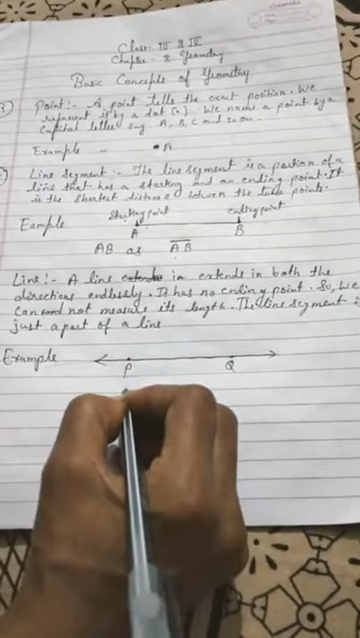 Class- III & IV
Chapter - 8 Geometry
Basic Concepts of Geometry
Point:- A point tells the exact position. We
represent it by a dot (.). We name a point by a
Capital letter say A, B, C and so on.
Example - • A
Line Segment:- The line segment is a portion of a
line that has a starting and an ending point. It
is the shortest distance between the two points.
Starting point ending point
Eample A B
AB as AB
Line:- A line extends in extends in both the
directions endlessly. It has no ending point. So, we
can not measure its length. The line segment is
just a part of a line
Example P Q